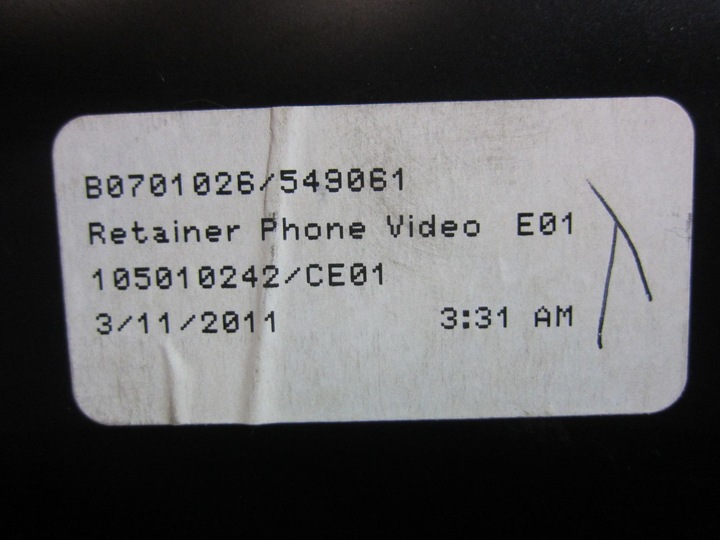 B0701026/549061
Retainer Phone Video E01
105010242/CE01
3/11/2011 3:31 AM